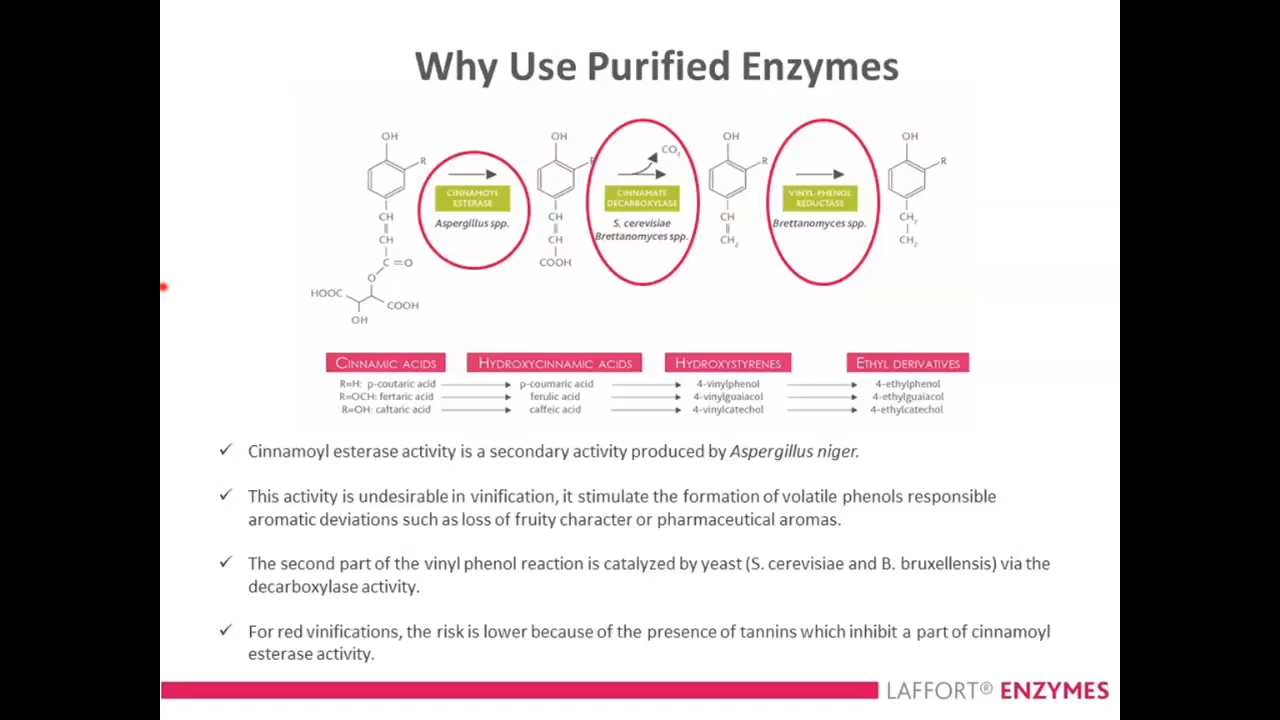 Why Use Purified Enzymes
OH
R
CH
CH
C=O
O
HOOC
COOH
OH
CINNAMOYL
ESTERASE
Aspergillus spp.
OH
R
CH
CH
COOH
CO₂
CINNAMATE
DECARBOXYLASE
S. cerevisiae
Brettanomyces spp.
OH
R
CH
CH₂
VINYL-PHENOL
REDUCTASE
Brettanomyces spp.
OH
R
CH₂
CH₃
CINNAMIC ACIDS HYDROXYCINNAMIC ACIDS HYDROXYSTYRENES ETHYL DERIVATIVES
R=H: p-coutaric acid p-coumaric acid 4-vinylphenol 4-ethylphenol
R=OCH: fertaric acid ferulic acid 4-vinylguaiacol 4-ethylguaiacol
R=OH: caftaric acid caffeic acid 4-vinylcatechol 4-ethylcatechol
✓ Cinnamoyl esterase activity is a secondary activity produced by Aspergillus niger.
✓ This activity is undesirable in vinification, it stimulate the formation of volatile phenols responsible
aromatic deviations such as loss of fruity character or pharmaceutical aromas.
✓ The second part of the vinyl phenol reaction is catalyzed by yeast (S. cerevisiae and B. bruxellensis) via the
decarboxylase activity.
✓ For red vinifications, the risk is lower because of the presence of tannins which inhibit a part of cinnamoyl
esterase activity.
LAFFORT® ENZYMES